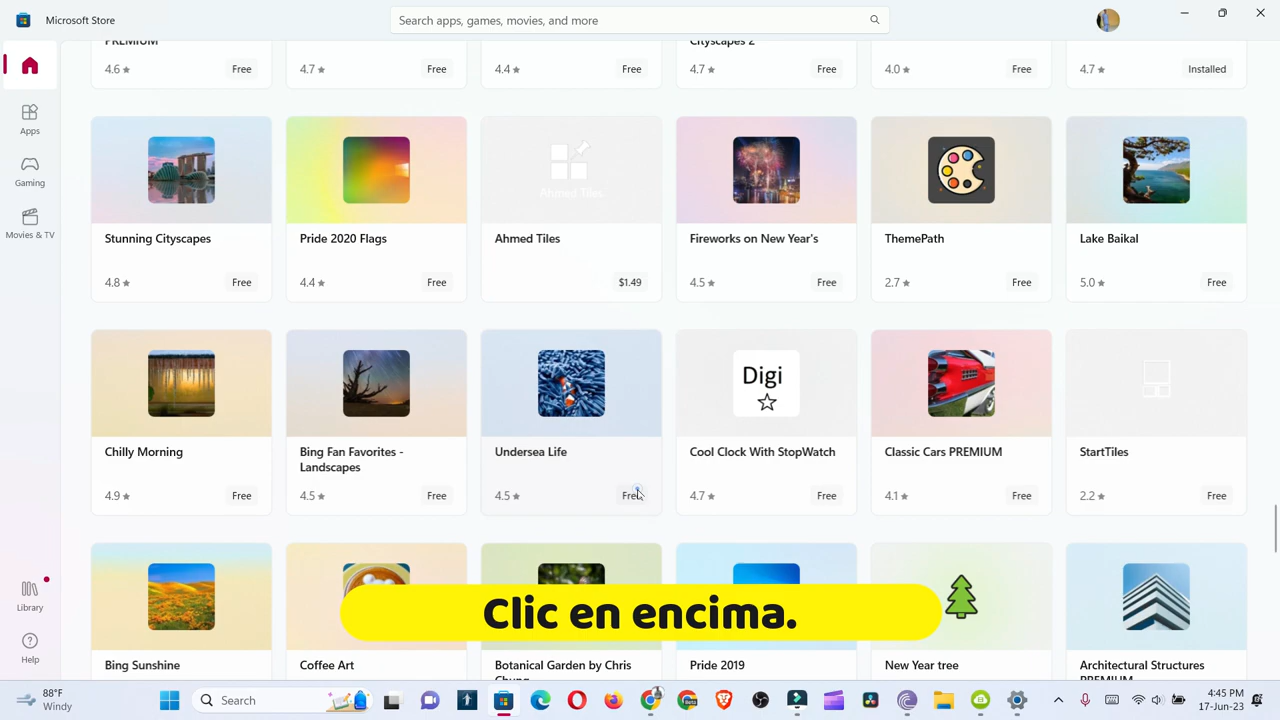 Microsoft Store
Search apps, games, movies, and more
Cityscapes 2
4.6 Free
4.7 Free
4.4 Free
4.7 Free
4.0 Free
4.7 Installed
Apps
Gaming
Movies & TV
Ahmed Tiles
Stunning Cityscapes
Pride 2020 Flags
Ahmed Tiles
Fireworks on New Year's
ThemePath
Lake Baikal
4.8 Free
4.4 Free
$1.49
4.5 Free
2.7 Free
5.0 Free
Digi
Chilly Morning
Bing Fan Favorites -
Landscapes
Undersea Life
Cool Clock With StopWatch
Classic Cars PREMIUM
StartTiles
4.9 Free
4.5 Free
4.5 Free
4.7 Free
4.1 Free
2.2 Free
Clic en encima.
Library
Help
Bing Sunshine
Coffee Art
Botanical Garden by Chris
Pride 2019
New Year tree
Architectural Structures
88°F
Windy
Search
4:45 PM
17-Jun-23